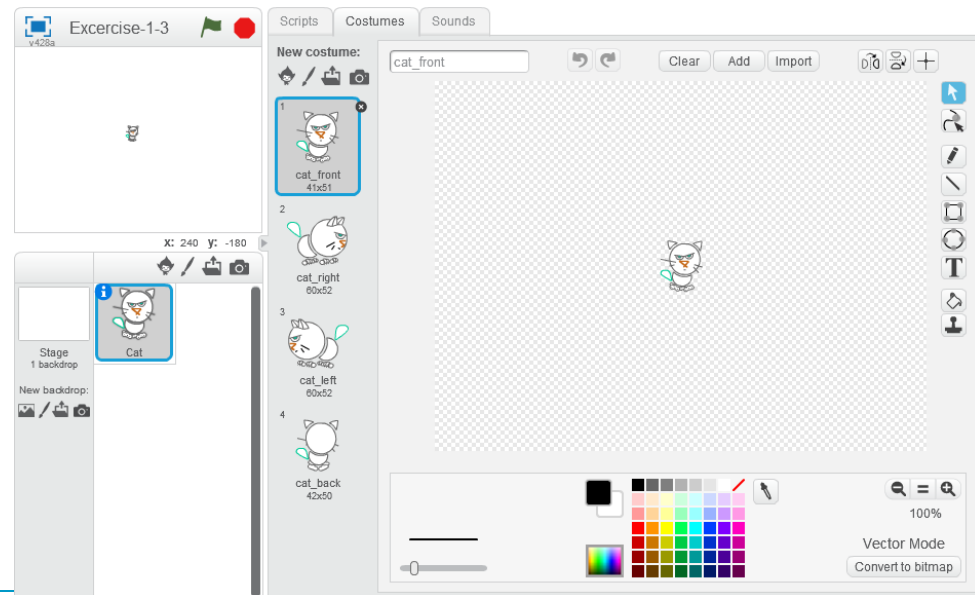 Excercise-1-3
v428a
Scripts
Costumes
Sounds
New costume:
cat_front
Clear
Add
Import
1
cat_front
41x51
2
cat_right
60x52
3
cat_left
60x52
4
cat_back
42x50
X: 240 y: -180
Stage
1 backdrop
New backdrop:
Cat
T
100%
Vector Mode
Convert to bitmap